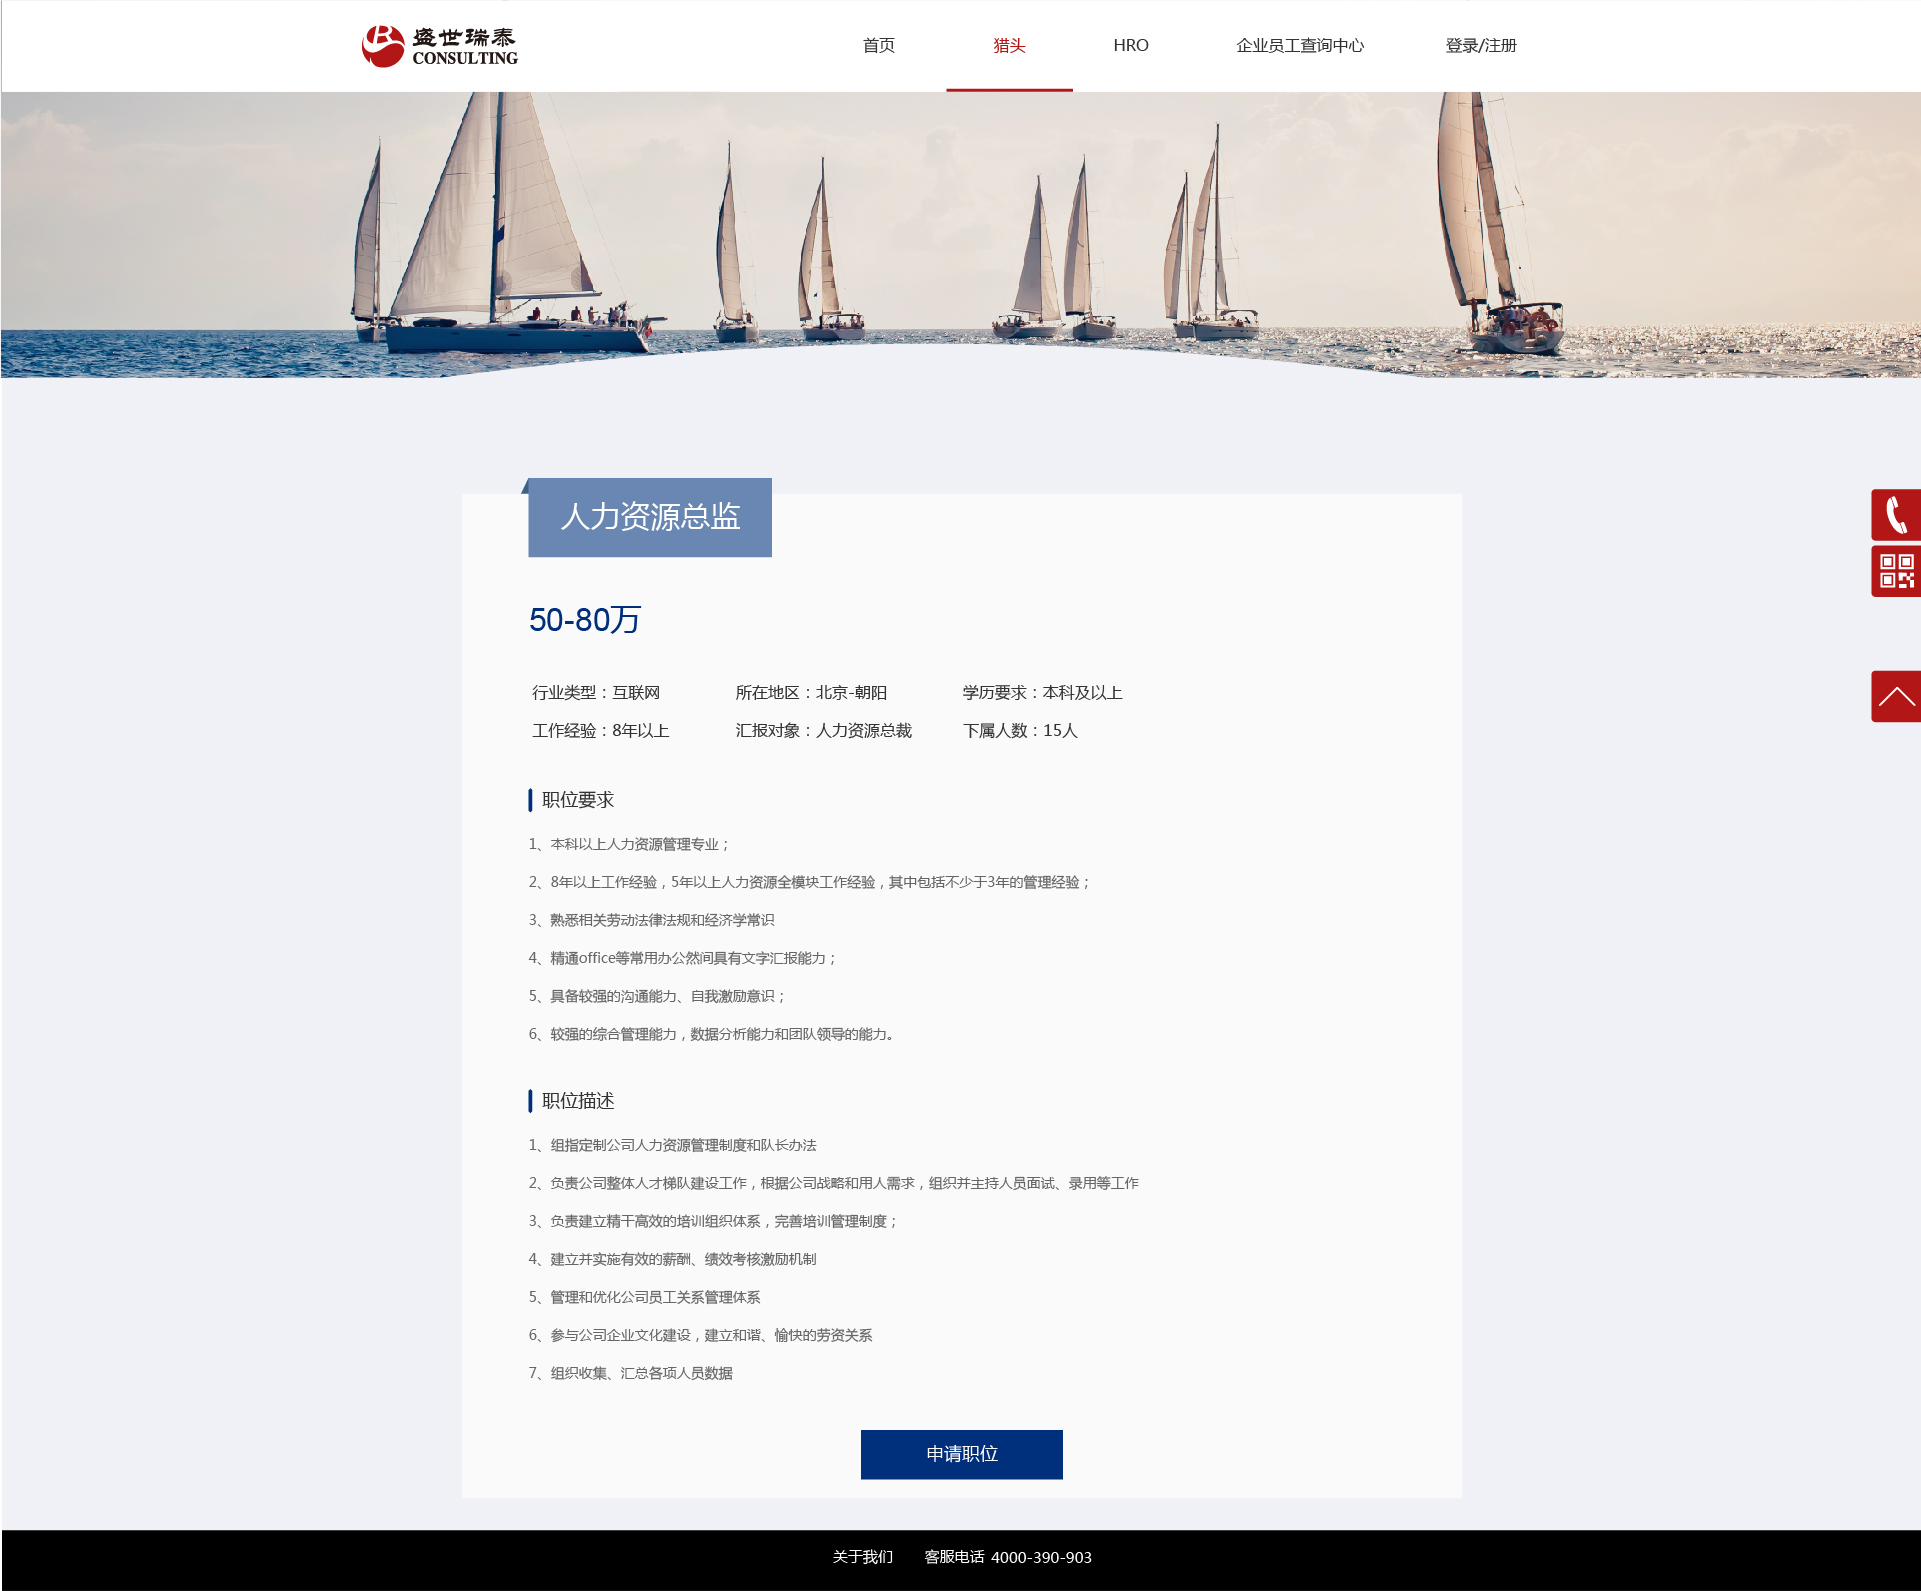 盛世瑞泰
CONSULTING
首页 猎头 HRO 企业员工查询中心 登录/注册
人力资源总监
50-80万
行业类型：互联网 所在地区：北京-朝阳 学历要求：本科及以上
工作经验：8年以上 汇报对象：人力资源总裁 下属人数：15人
职位要求
1、本科以上人力资源管理专业；
2、8年以上工作经验，5年以上人力资源全模块工作经验，其中包括不少于3年的管理经验；
3、熟悉相关劳动法律法规和经济学常识
4、精通office等常用办公然间具有文字汇报能力；
5、具备较强的沟通能力、自我激励意识；
6、较强的综合管理能力，数据分析能力和团队领导的能力。
职位描述
1、组指定制公司人力资源管理制度和队长办法
2、负责公司整体人才梯队建设工作，根据公司战略和用人需求，组织并主持人员面试、录用等工作
3、负责建立精干高效的培训组织体系，完善培训管理制度；
4、建立并实施有效的薪酬、绩效考核激励机制
5、管理和优化公司员工关系管理体系
6、参与公司企业文化建设，建立和谐、愉快的劳资关系
7、组织收集、汇总各项人员数据
申请职位
关于我们 客服电话 4000-390-903